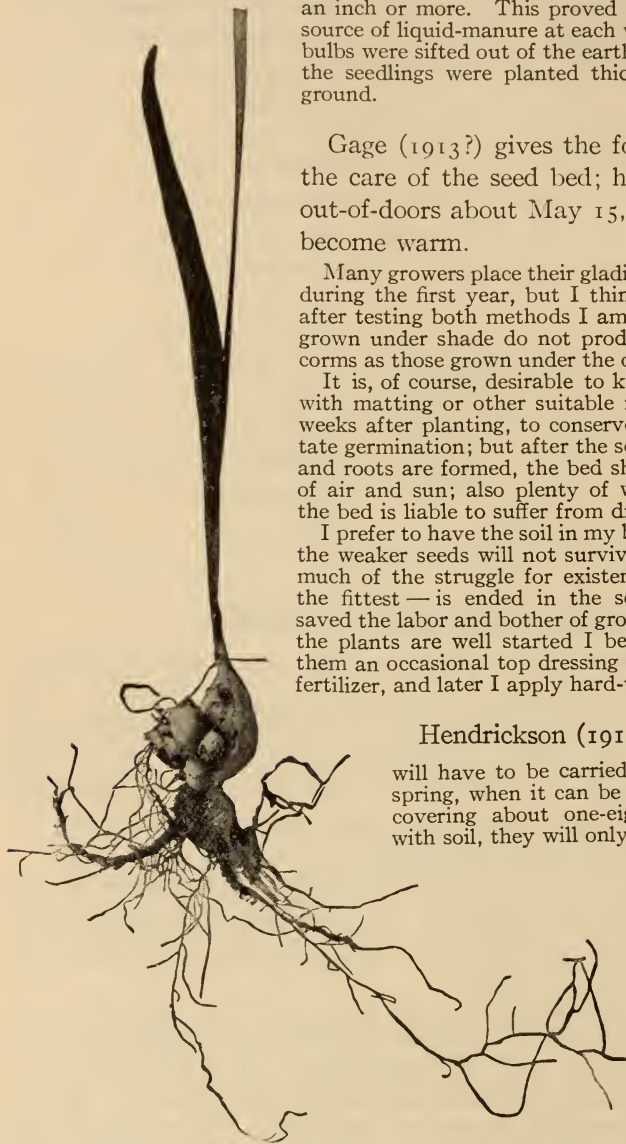 an inch or more. This proved
source of liquid-manure at each
bulbs were sifted out of the earth
the seedlings were planted thic
ground.
Gage (1913?) gives the fo
the care of the seed bed; h
out-of-doors about May 15,
become warm.
Many growers place their gladi
during the first year, but I thin
after testing both methods I am
grown under shade do not prod
corms as those grown under the o
It is, of course, desirable to k
with matting or other suitable
weeks after planting, to conserv
tate germination; but after the se
and roots are formed, the bed sh
of air and sun; also plenty of w
the bed is liable to suffer from d
I prefer to have the soil in my b
the weaker seeds will not surviv
much of the struggle for existen
the fittest — is ended in the se
saved the labor and bother of gro
the plants are well started I be
them an occasional top dressing
fertilizer, and later I apply hard-
Hendrickson (191
will have to be carried
spring, when it can be
covering about one-eig
with soil, they will only